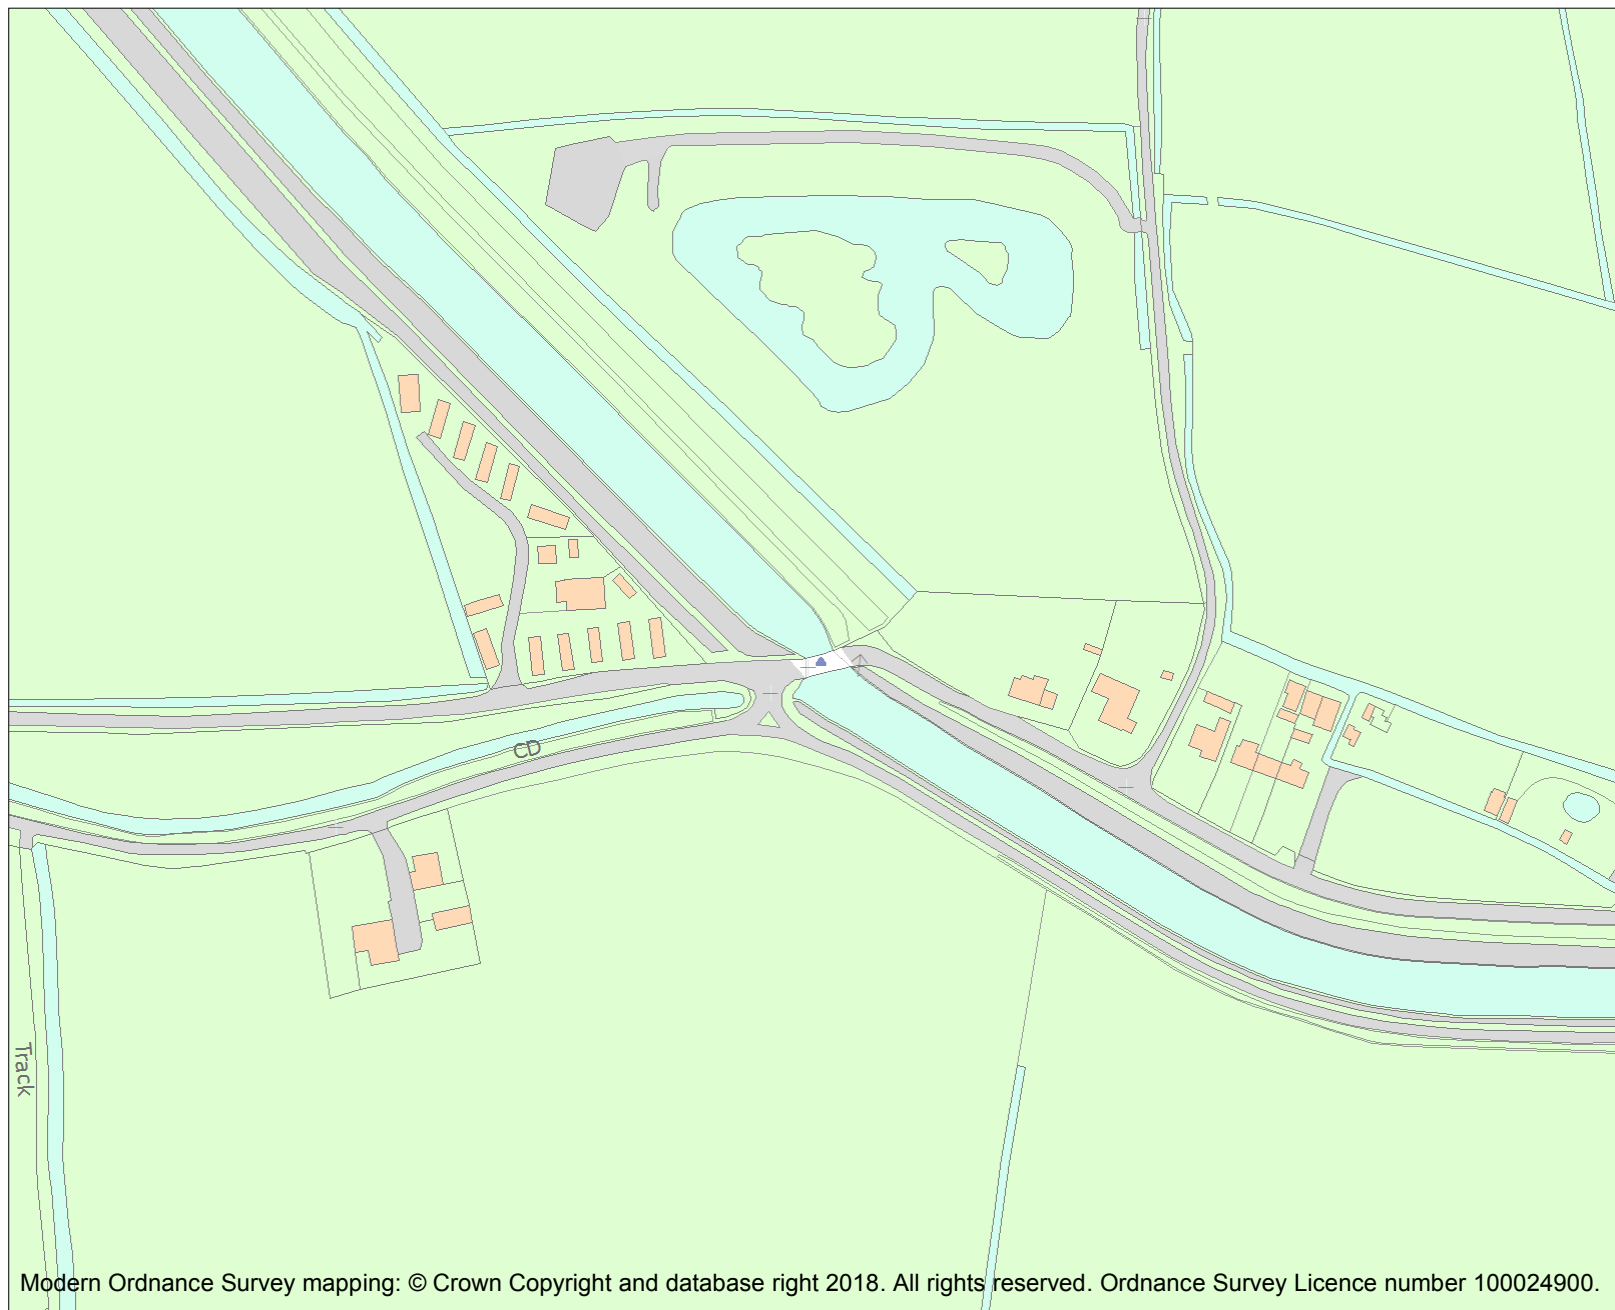 CD
Track
Modern Ordnance Survey mapping: © Crown Copyright and database right 2018. All rights reserved. Ordnance Survey Licence number 100024900.